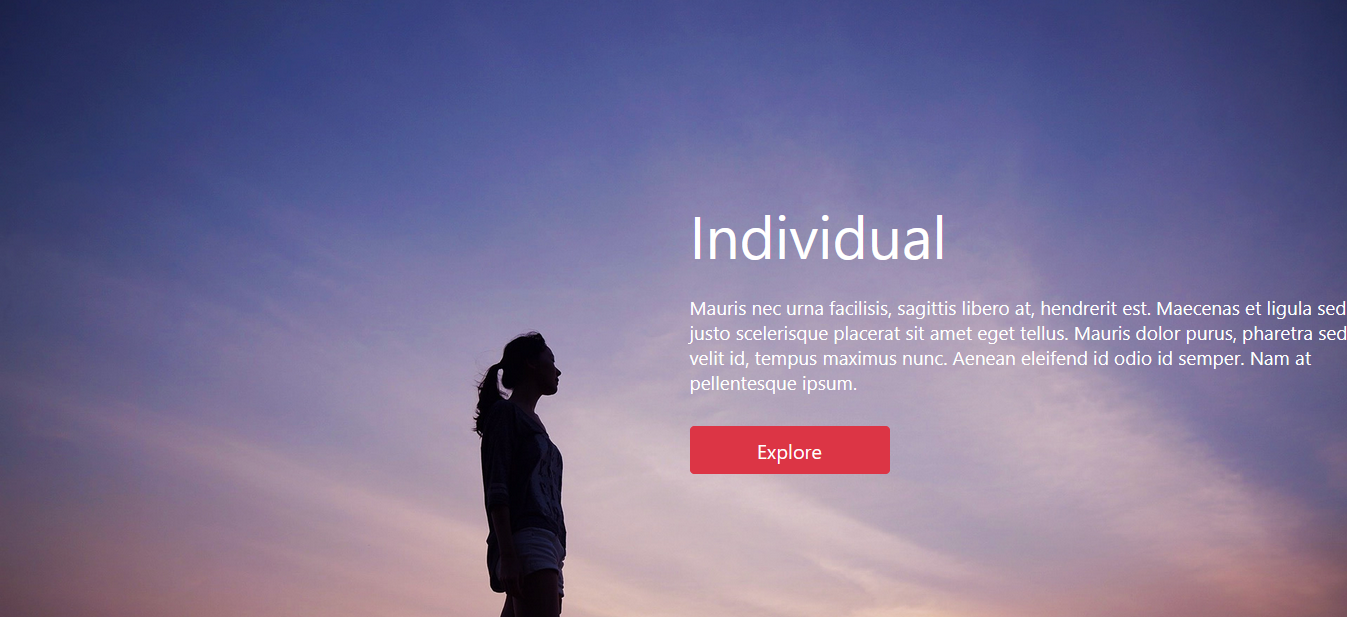 Individual
Mauris nec urna facilisis, sagittis libero at, hendrerit est. Maecenas et ligula sed
justo scelerisque placerat sit amet eget tellus. Mauris dolor purus, pharetra sed
velit id, tempus maximus nunc. Aenean eleifend id odio id semper. Nam at
pellentesque ipsum.
Explore